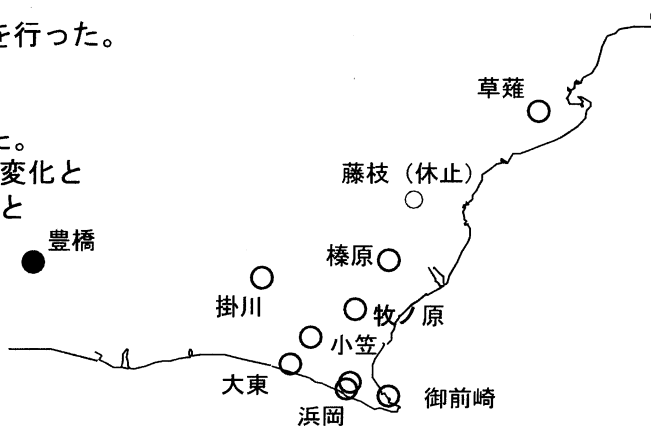 を行った。
た。
変化と
と
草薙
藤枝（休止）
豊橋
榛原
掛川
牧ノ原
小笠
大東
浜岡
御前崎